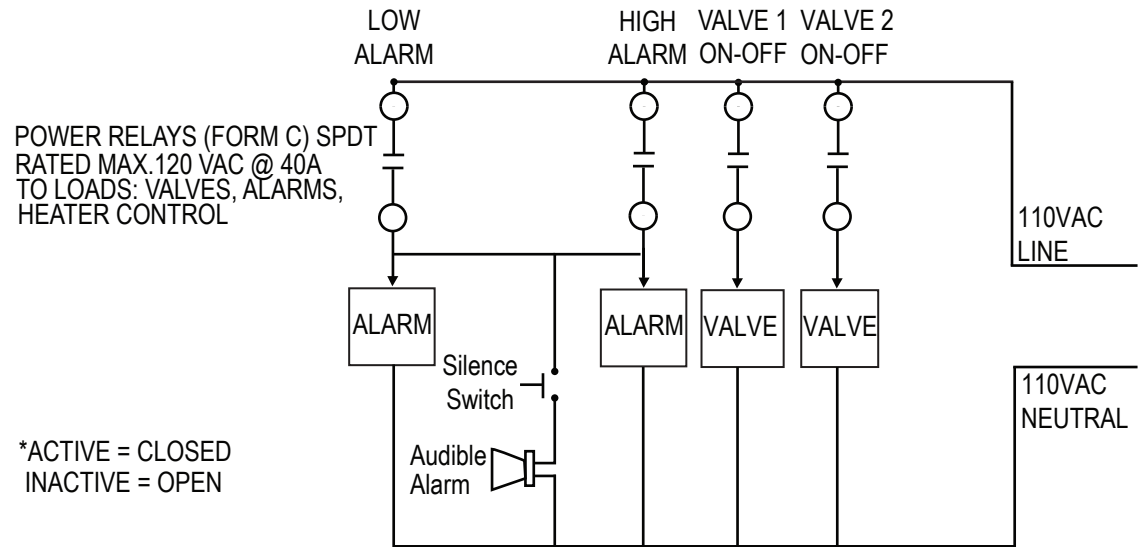 LOW
ALARM
HIGH
ALARM
VALVE 1
ON-OFF
VALVE 2
ON-OFF
POWER RELAYS (FORM C) SPDT
RATED MAX.120 VAC @ 40A
TO LOADS: VALVES, ALARMS,
HEATER CONTROL
110VAC
LINE
ALARM
ALARM
VALVE
VALVE
Silence
Switch
110VAC
NEUTRAL
*ACTIVE = CLOSED
INACTIVE = OPEN
Audible
Alarm